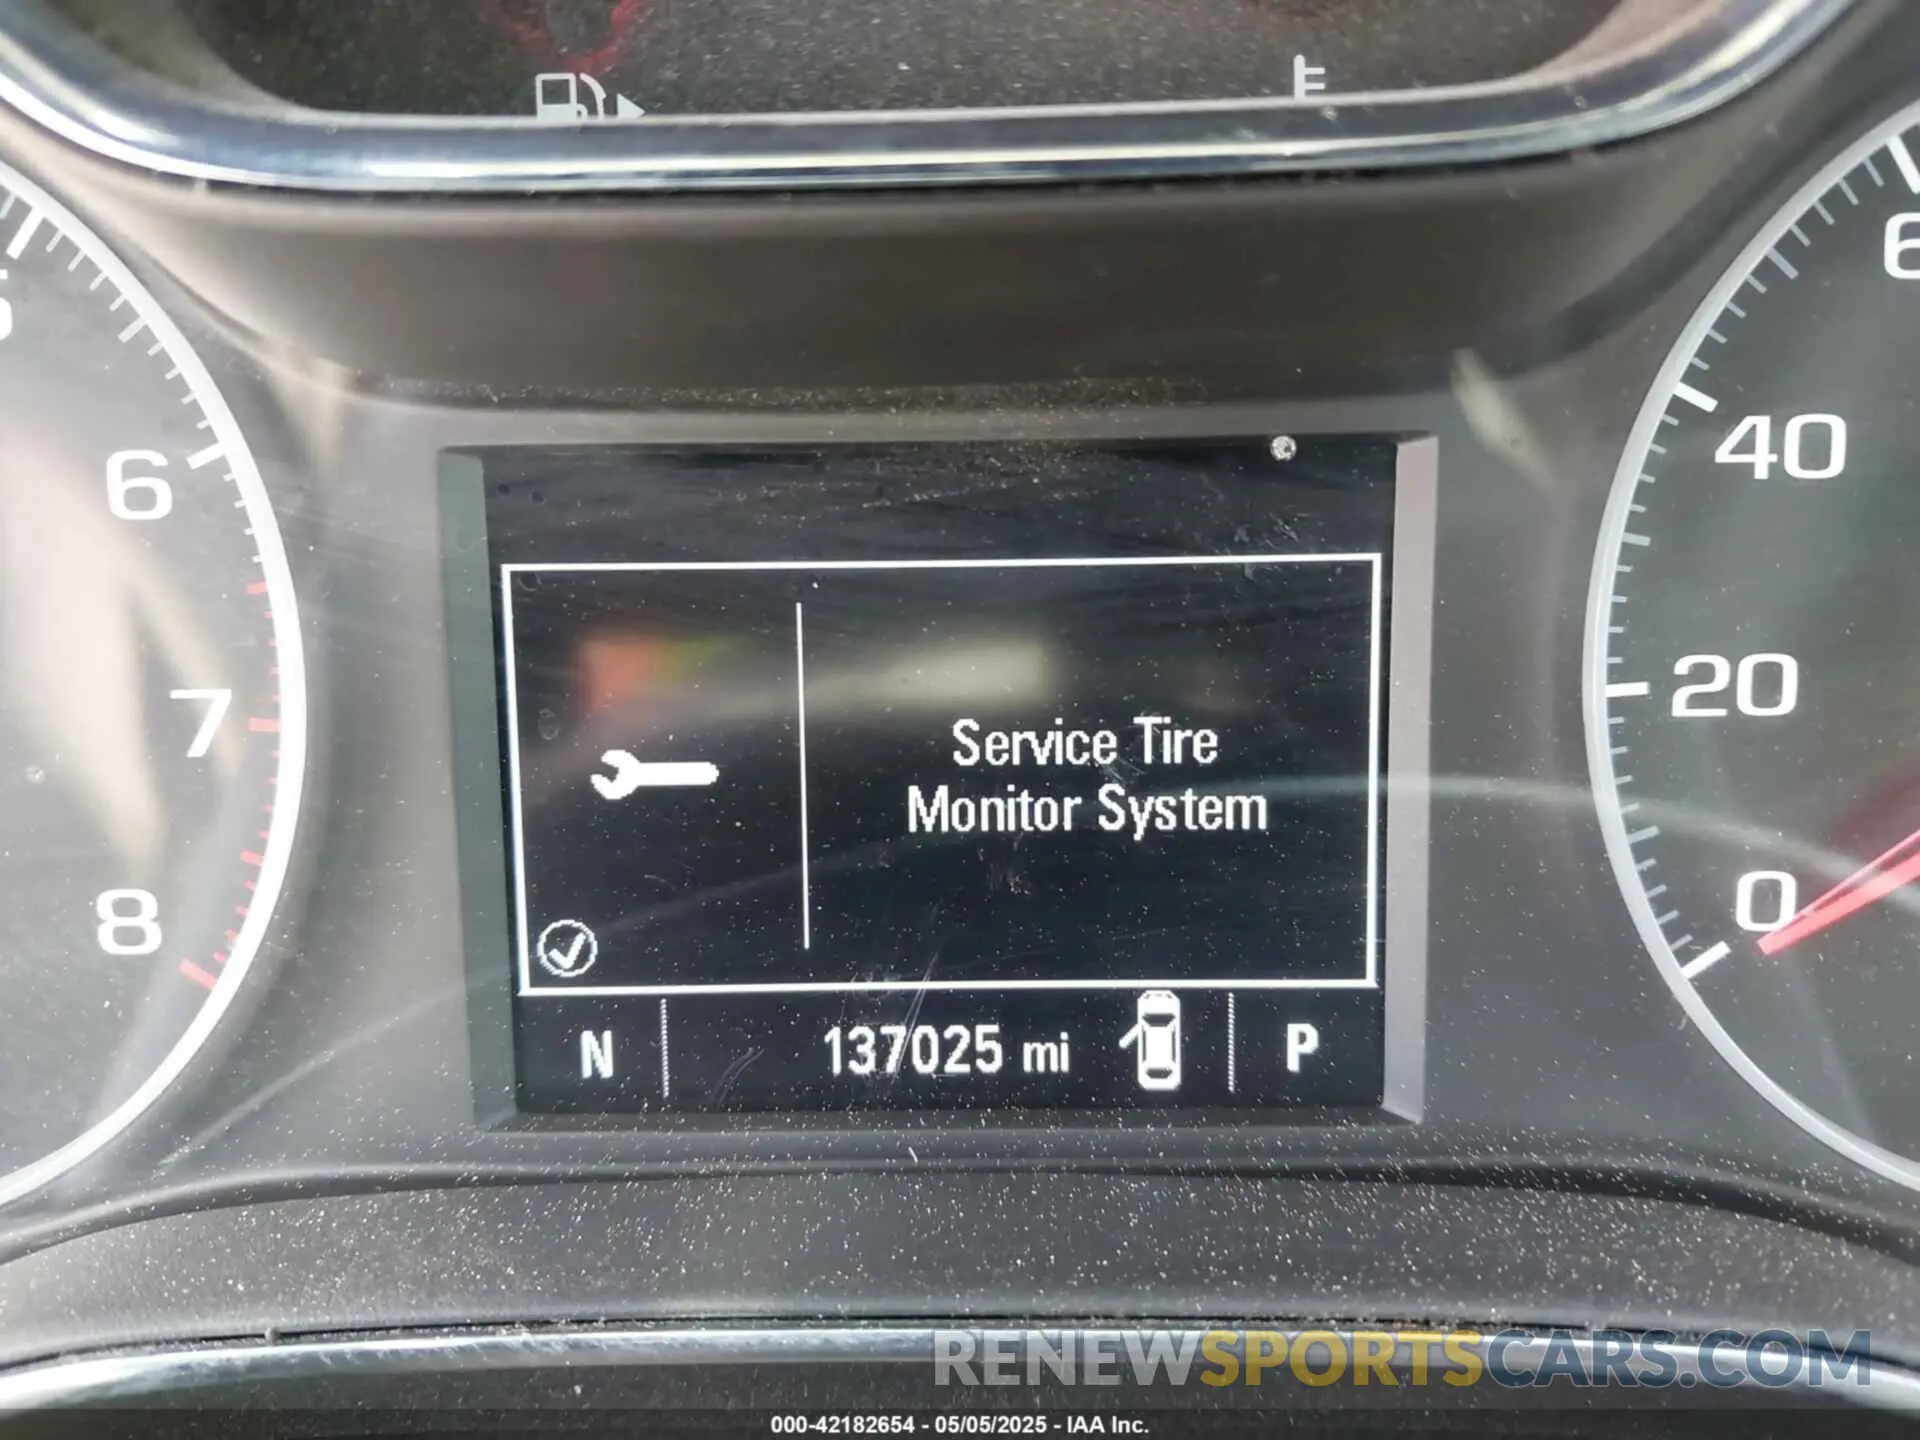 6
40
6
7
20
8
0
Service Tire
Monitor System
N 137025 mi P
RENEWSPORTSCARS.COM
000-42182654 - 05/05/2025 - IAA Inc.